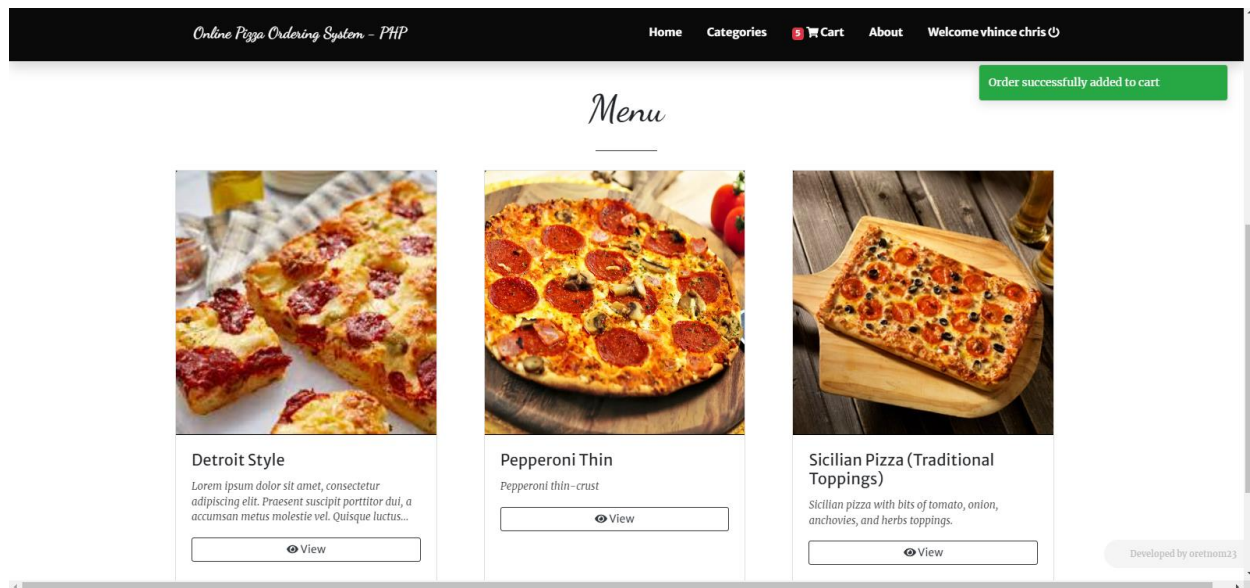 Online Pizza Ordering System - PHP
Home Categories 5 Cart About Welcome vhince chris
Order successfully added to cart
Menu
Detroit Style
Lorem ipsum dolor sit amet, consectetur
adipiscing elit. Praesent suscipit porttitor dui, a
accumsan metus molestie vel. Quisque luctus...
View
Pepperoni Thin
Pepperoni thin-crust
View
Sicilian Pizza (Traditional
Toppings)
Sicilian pizza with bits of tomato, onion,
anchovies, and herbs toppings.
View
Developed by oretnom23